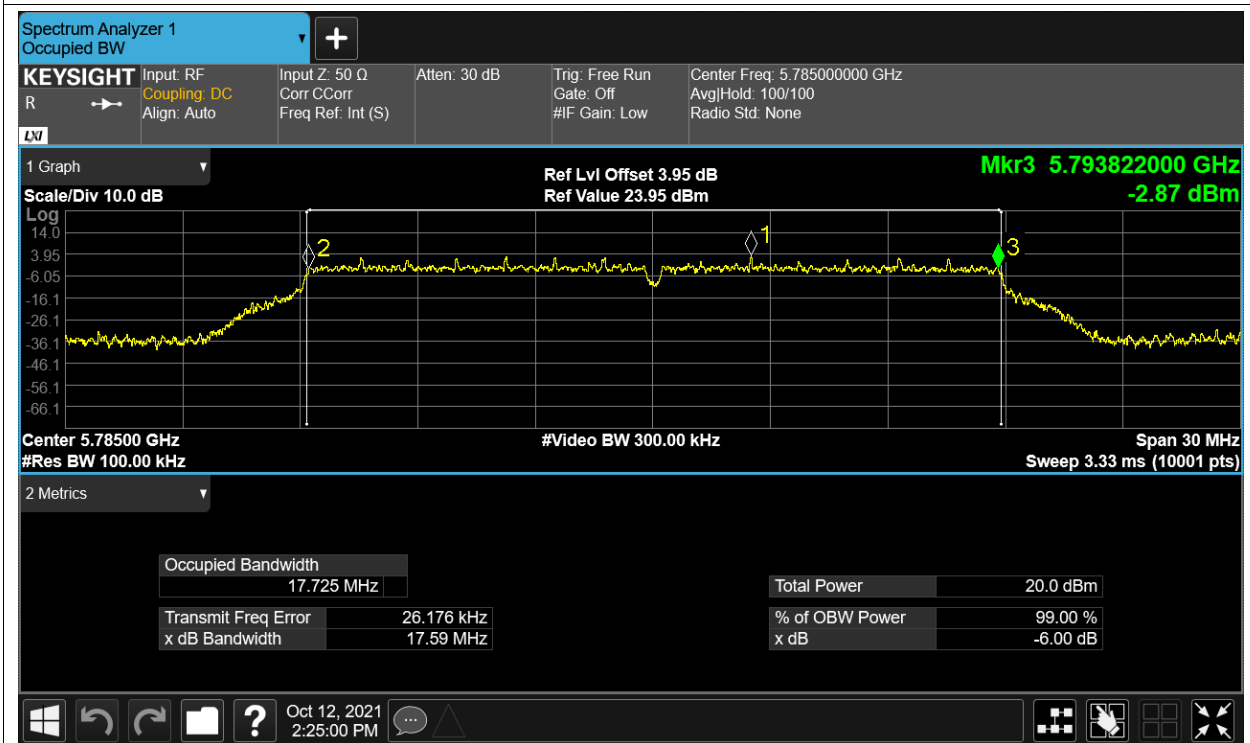 Spectrum Analyzer 1
Occupied BW
+
KEYSIGHT
R
LXI
Input: RF
Coupling: DC
Align: Auto
Input Z: 50 Ω
Corr CCorr
Freq Ref: Int (S)
Atten: 30 dB
Trig: Free Run
Gate: Off
#IF Gain: Low
Center Freq: 5.785000000 GHz
Avg|Hold: 100/100
Radio Std: None
1 Graph
Scale/Div 10.0 dB
Ref Lvl Offset 3.95 dB
Ref Value 23.95 dBm
Mkr3 5.793822000 GHz
-2.87 dBm
Log
14.0
3.95
-6.05
-16.1
-26.1
-36.1
-46.1
-56.1
-66.1
2
1
3
Center 5.78500 GHz
#Video BW 300.00 kHz
Span 30 MHz
#Res BW 100.00 kHz
Sweep 3.33 ms (10001 pts)
2 Metrics
Occupied Bandwidth
17.725 MHz
Total Power 20.0 dBm
Transmit Freq Error 26.176 kHz
% of OBW Power 99.00 %
x dB Bandwidth 17.59 MHz
x dB -6.00 dB
?
Oct 12, 2021
2:25:00 PM